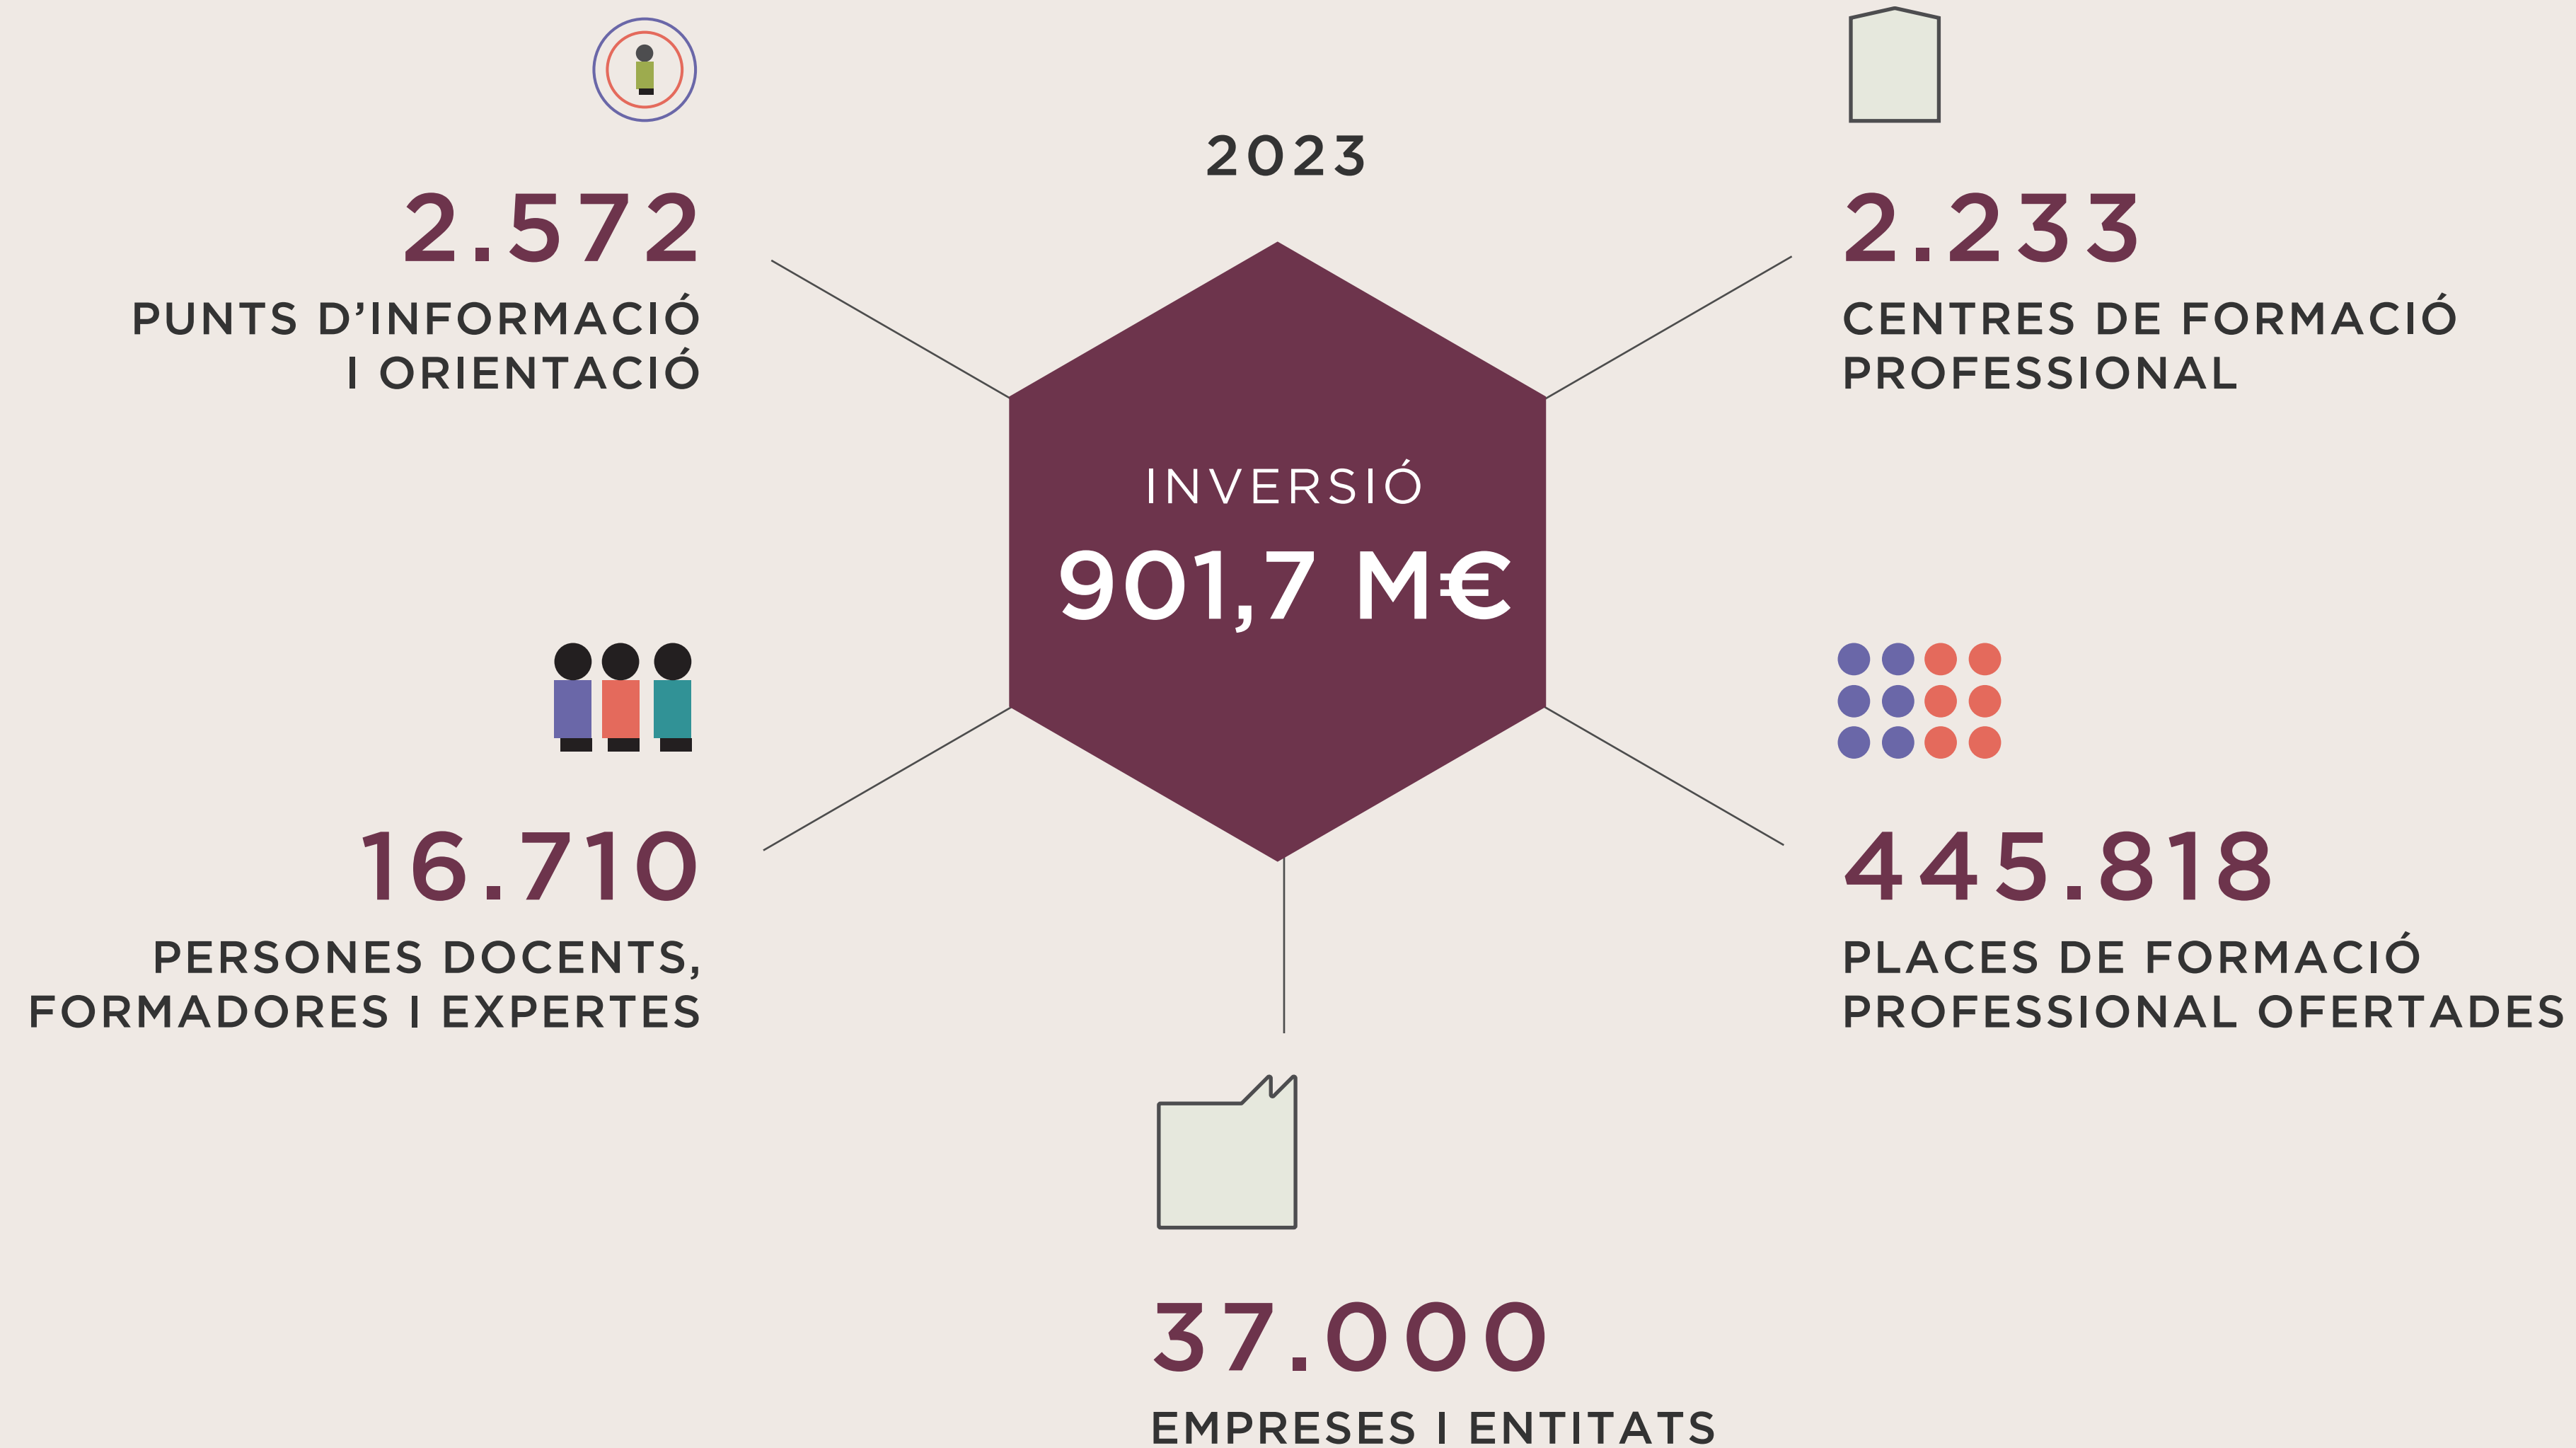 2023
2.572
PUNTS D’INFORMACIÓ
I ORIENTACIÓ
2.233
CENTRES DE FORMACIÓ
PROFESSIONAL
INVERSIÓ
901,7 M€
16.710
PERSONES DOCENTS,
FORMADORES I EXPERTES
445.818
PLACES DE FORMACIÓ
PROFESSIONAL OFERTADES
37.000
EMPRESES I ENTITATS